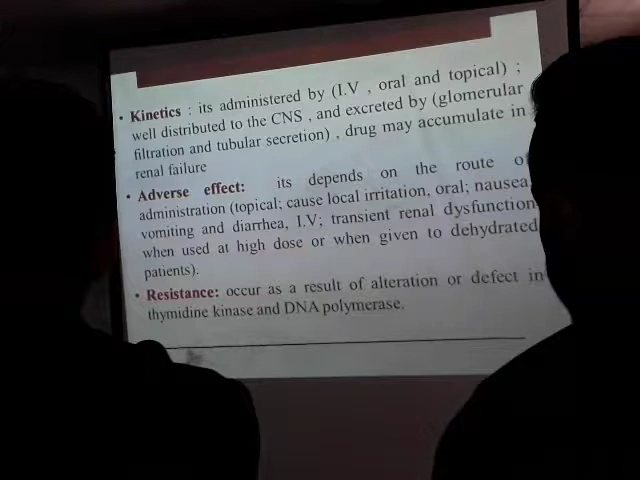 • Kinetics : its administered by (I.V , oral and topical) ;
well distributed to the CNS , and excreted by (glomerular
filtration and tubular secretion) , drug may accumulate in
renal failure
• Adverse effect: its depends on the route o
administration (topical; cause local irritation, oral; nausea,
vomiting and diarrhea, I.V; transient renal dysfunction
when used at high dose or when given to dehydrated
patients).
• Resistance: occur as a result of alteration or defect in
thymidine kinase and DNA polymerase.